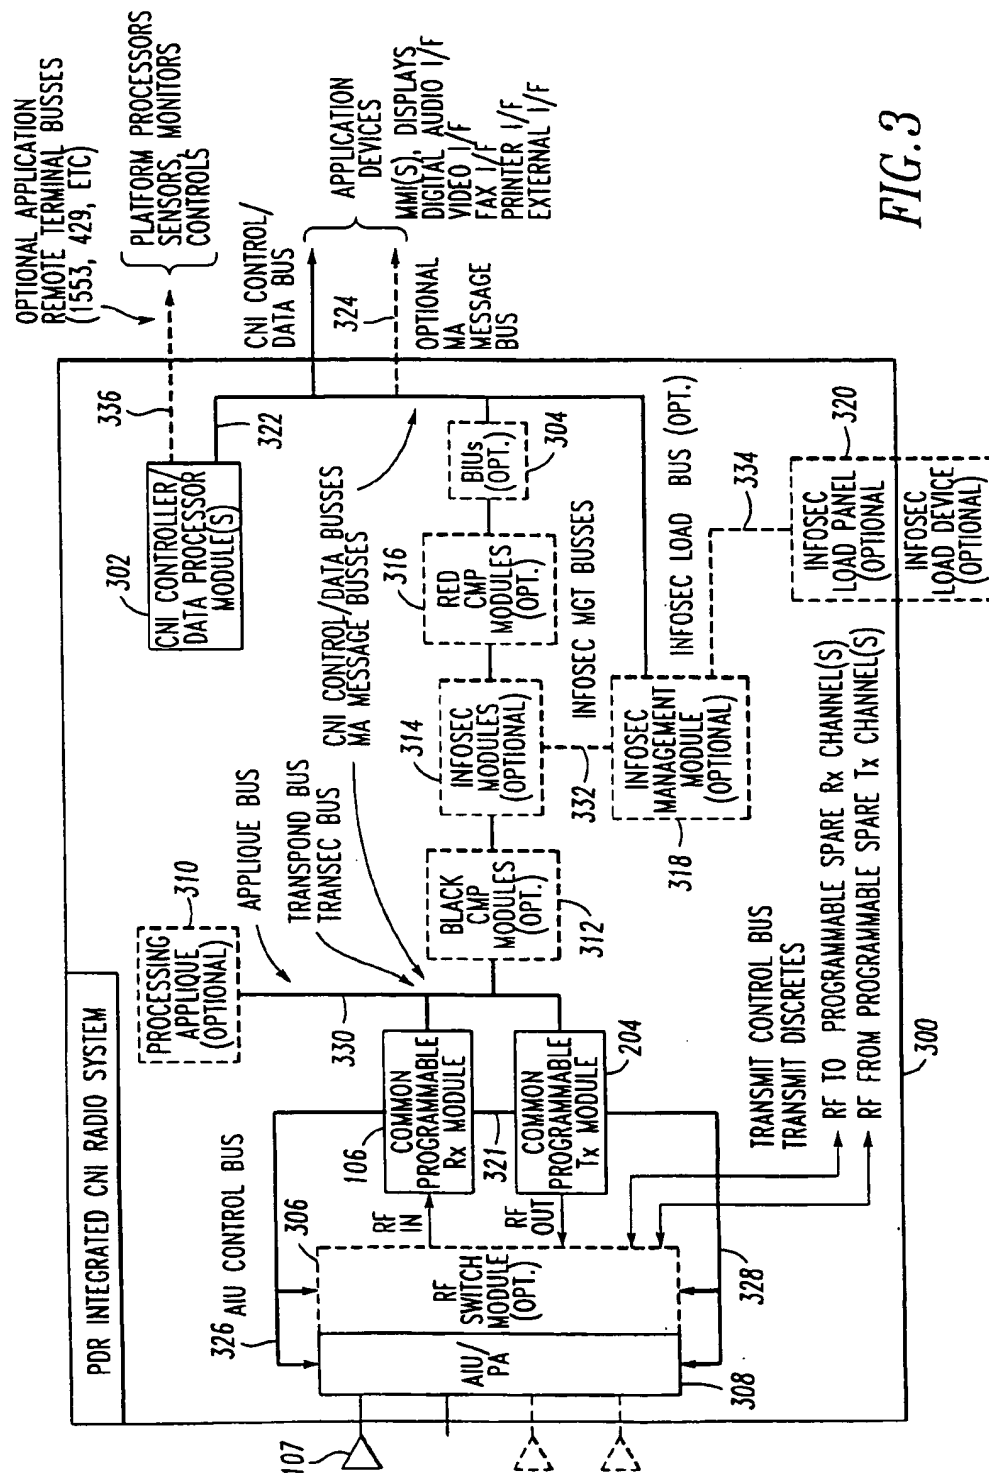 PDR INTEGRATED CNI RADIO SYSTEM
107
AIU/
PA
308
326
AIU CONTROL BUS
306
RF
SWITCH
MODULE
(OPT.)
RF
IN
RF
OUT
328
106
COMMON
PROGRAMMABLE
Rx MODULE
321
COMMON
PROGRAMMABLE
Tx MODULE
204
330
PROCESSING
APPLIQUE
(OPTIONAL)
310
APPLIQUE BUS
TRANSPOND BUS
TRANSEC BUS
CNI CONTROL/DATA BUSSES
MA MESSAGE BUSSES
BLACK
CMP
MODULES
(OPT.)
312
INFOSEC
MODULES
(OPTIONAL)
314
RED
CMP
MODULES
(OPT.)
316
BIUs
(OPT.)
304
332
INFOSEC MGT BUSSES
INFOSEC
MANAGEMENT
MODULE
(OPTIONAL)
318
INFOSEC LOAD BUS (OPT.)
334
INFOSEC
LOAD PANEL
(OPTIONAL)
320
INFOSEC
LOAD DEVICE
(OPTIONAL)
TRANSMIT CONTROL BUS
TRANSMIT DISCRETES
RF TO PROGRAMMABLE SPARE Rx CHANNEL(S)
RF FROM PROGRAMMABLE SPARE Tx CHANNEL(S)
300
302
CNI CONTROLLER/
DATA PROCESSOR
MODULE(S)
336
322
OPTIONAL APPLICATION
REMOTE TERMINAL BUSSES
(1553, 429, ETC)
PLATFORM PROCESSORS
SENSORS, MONITORS
CONTROLS
CNI CONTROL/
DATA BUS
324
OPTIONAL
MA
MESSAGE
BUS
APPLICATION
DEVICES
MMI(S), DISPLAYS
DIGITAL AUDIO I/F
VIDEO I/F
FAX I/F
PRINTER I/F
EXTERNAL I/F
FIG.3